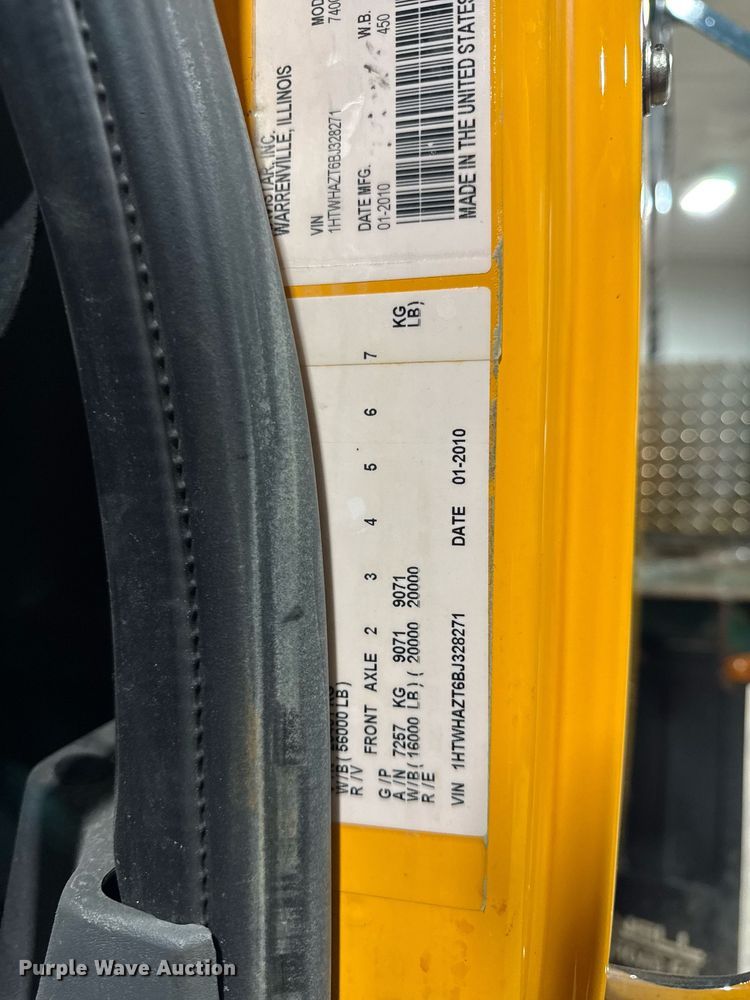 WARRENVILLE, ILLINOIS
VIN
1HTWHAZT6BJ328271
DATE MFG.
01-2010
W.B.
450
MADE IN THE UNITED STATES
W/B ( 56000 LB )
R /V
G /P FRONT AXLE 2 3 4 5 6 7
A /N 7257 KG 9071 9071 KG
W/B ( 16000 LB ) ( 20000 20000 LB)
R /E
VIN 1HTWHAZT6BJ328271 DATE 01-2010
Purple Wave Auction